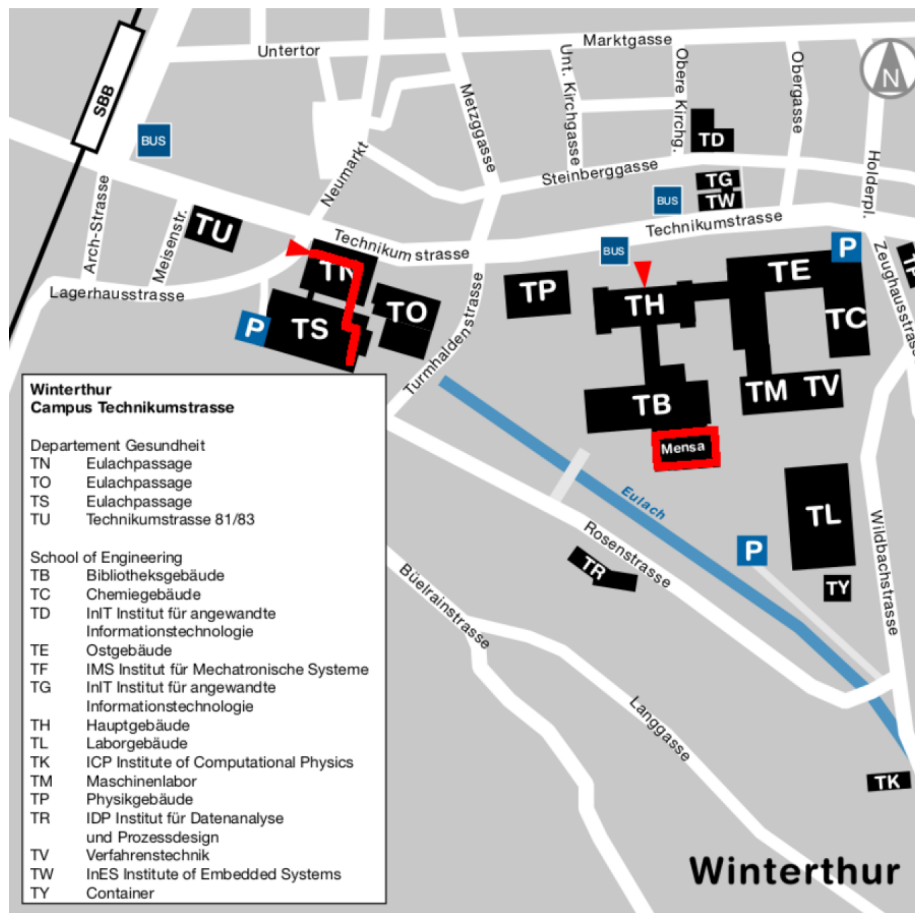 Untertor
Marktgasse
SBB
BUS
Unt. Kirchgasse
Obere Kirchg.
Obergasse
N
Metzggasse
TD
Neumarkt
Steinberggasse
Holderpl.
TG
TW
BUS
Arch-Strasse
Meisenstr.
TU
Technikumstrasse
Technikumstrasse
BUS
P
Lagerhausstrasse
TN
TP
TH
TE
Zeughausstrasse
TO
TS
P
TC
Turmhaldenstrasse
TB
TM TV
Mensa
Eulach
TL
Rosenstrasse
P
Wildbachstrasse
TR
TY
Büelrainstrasse
Langgasse
TK
Winterthur
Winterthur
Campus Technikumstrasse
Departement Gesundheit
TN Eulachpassage
TO Eulachpassage
TS Eulachpassage
TU Technikumstrasse 81/83
School of Engineering
TB Bibliotheksgebäude
TC Chemiegebäude
TD InIT Institut für angewandte
Informationstechnologie
TE Ostgebäude
TF IMS Institut für Mechatronische Systeme
TG InIT Institut für angewandte
Informationstechnologie
TH Hauptgebäude
TL Laborgebäude
TK ICP Institute of Computational Physics
TM Maschinenlabor
TP Physikgebäude
TR IDP Institut für Datenanalyse
und Prozessdesign
TV Verfahrenstechnik
TW InES Institute of Embedded Systems
TY Container